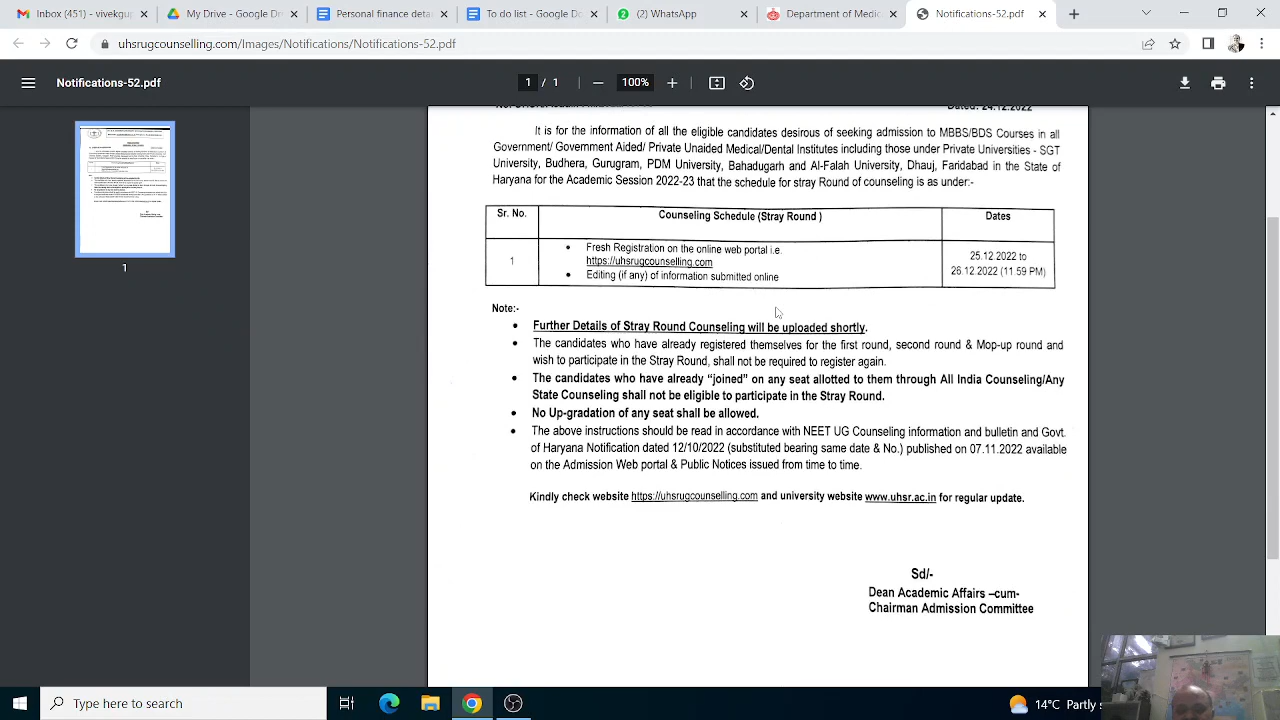 Inbox (451) - vivekgu
My Drive - Google Dr
Personal finance deta
To do list - Google Do
(2) WhatsApp
Department of Medic
Notifications-52.pdf
uhsrugcounselling.com/Images/Notifications/Notifications-52.pdf
Notifications-52.pdf
1 / 1
100%
Dated: 24.12.2022
the information of all the eligible candidates desirous of seeking admission to MBBS/BDS Courses in all
Government/Government Aided/ Private Unaided Medical/Dental Institutes including those under Private Universities - SGT
University, Budhera, Gurugram, PDM University, Bahadugarh and Al-Falah University, Dhauj, Faridabad in the State of
Haryana for the Academic Session 2022-23 that the schedule for stray Round of counseling is as under:-
Sr. No. Counseling Schedule (Stray Round ) Dates
1
• Fresh Registration on the online web portal i.e.
https://uhsrugcounselling.com
• Editing (if any) of information submitted online
25.12.2022 to
26.12.2022 (11:59 PM)
Note:-
• Further Details of Stray Round Counseling will be uploaded shortly.
• The candidates who have already registered themselves for the first round, second round & Mop-up round and
wish to participate in the Stray Round, shall not be required to register again.
• The candidates who have already "joined" on any seat allotted to them through All India Counseling/Any
State Counseling shall not be eligible to participate in the Stray Round.
• No Up-gradation of any seat shall be allowed.
• The above instructions should be read in accordance with NEET UG Counseling information and bulletin and Govt.
of Haryana Notification dated 12/10/2022 (substituted bearing same date & No.) published on 07.11.2022 available
on the Admission Web portal & Public Notices issued from time to time.
Kindly check website https://uhsrugcounselling.com and university website www.uhsr.ac.in for regular update.
Sd/-
Dean Academic Affairs –cum-
Chairman Admission Committee
1
Type here to search
14°C Partly s